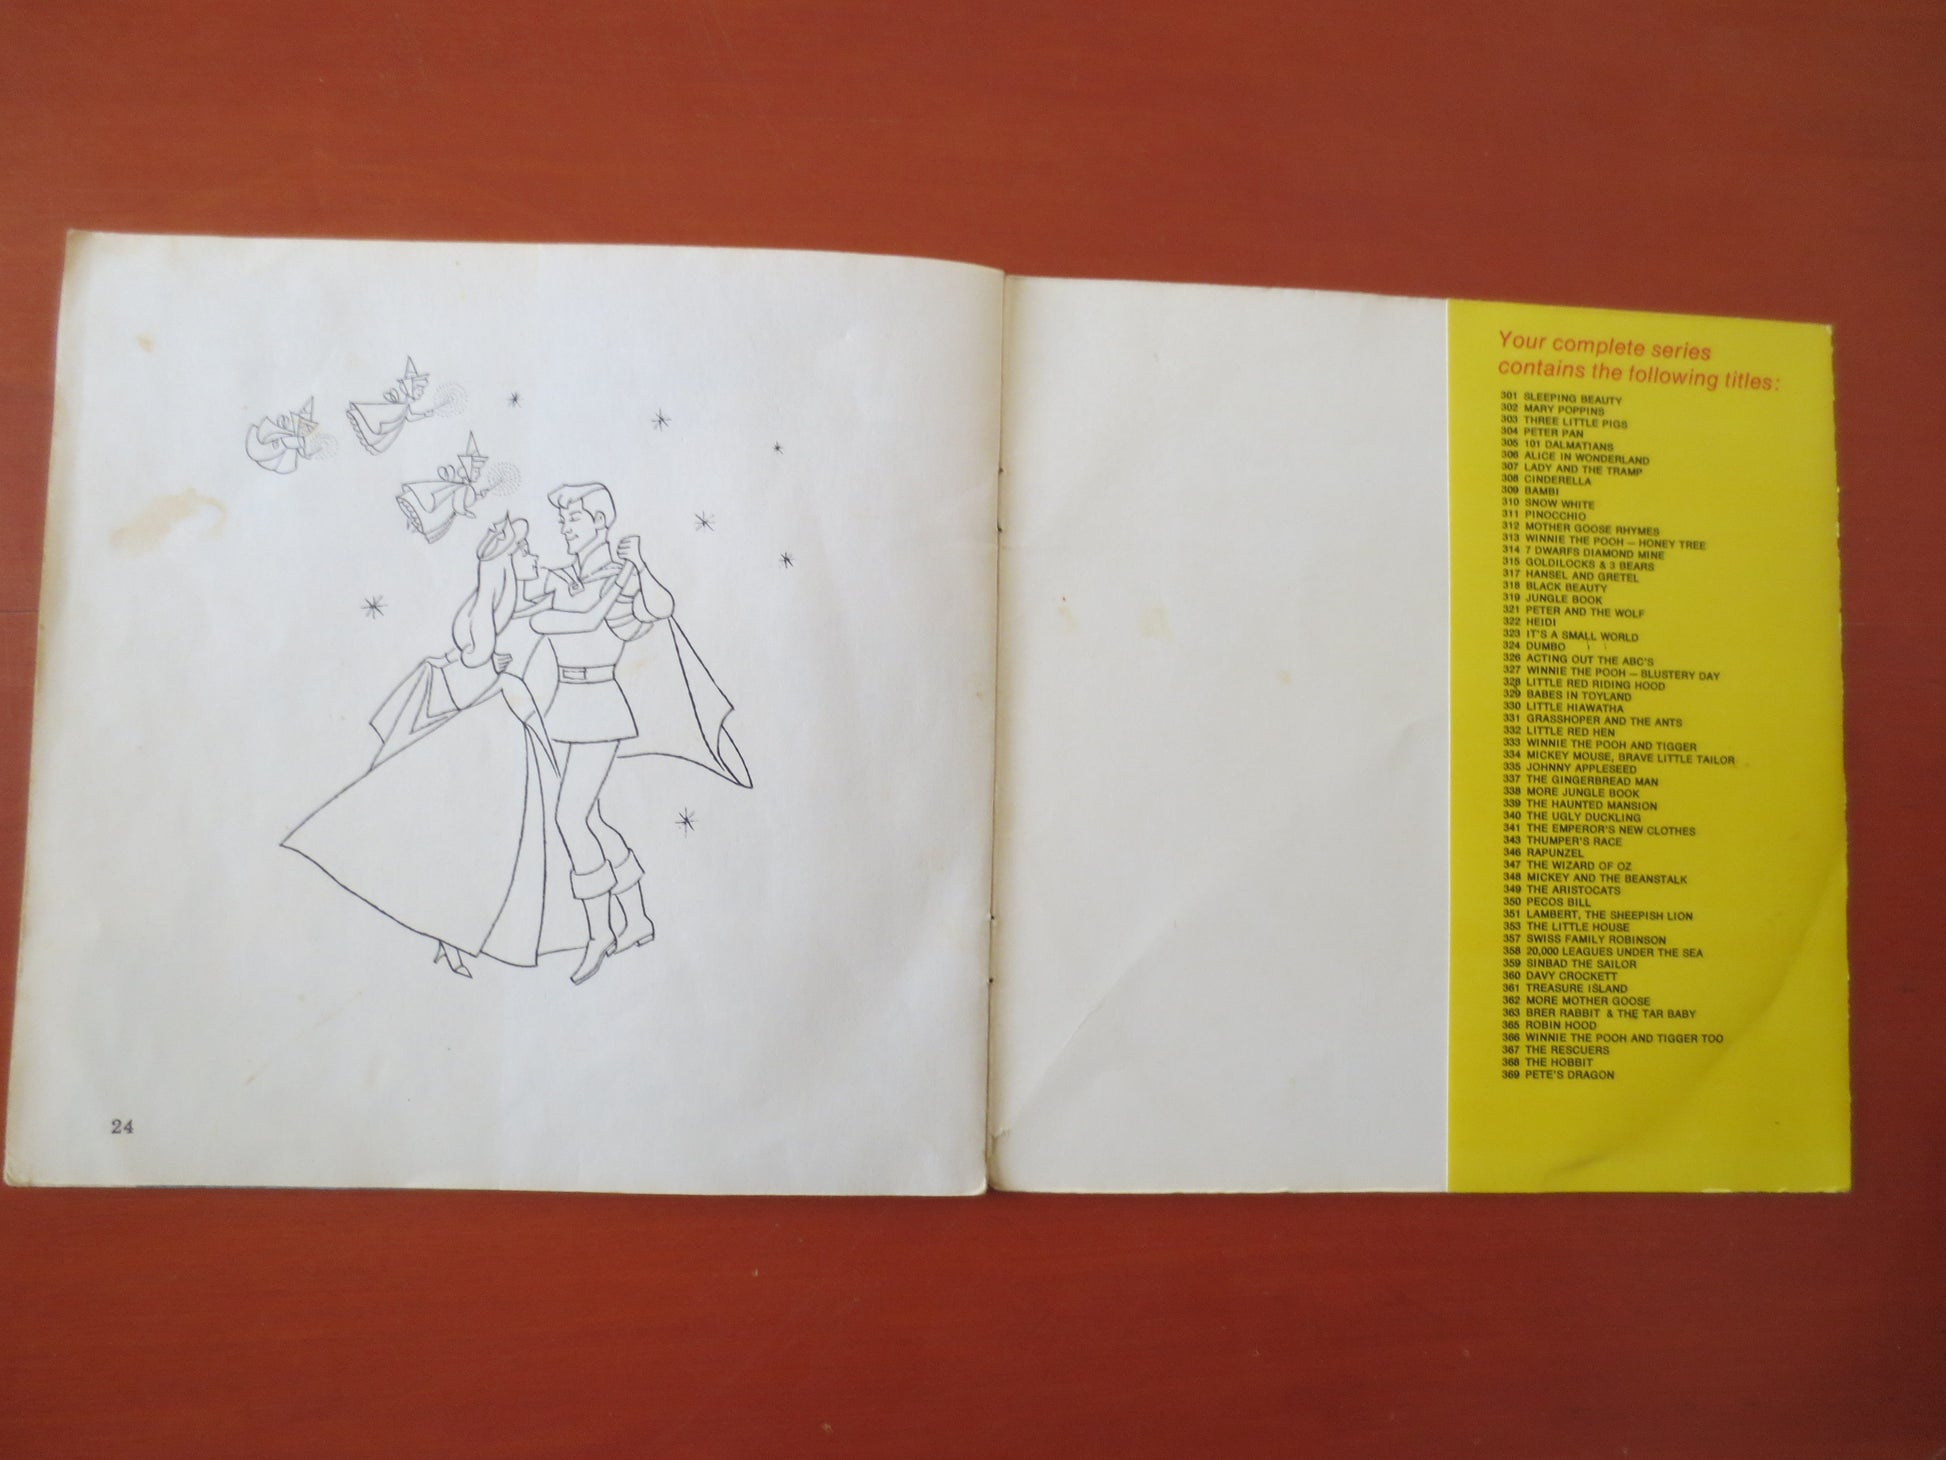 24
Your complete series
contains the following titles:
301 SLEEPING BEAUTY
302 MARY POPPINS
303 THREE LITTLE PIGS
304 PETER PAN
305 101 DALMATIANS
306 ALICE IN WONDERLAND
307 LADY AND THE TRAMP
308 CINDERELLA
309 BAMBI
310 SNOW WHITE
311 PINOCCHIO
312 MOTHER GOOSE RHYMES
313 WINNIE THE POOH — HONEY TREE
314 7 DWARFS DIAMOND MINE
315 GOLDILOCKS & 3 BEARS
317 HANSEL AND GRETEL
318 BLACK BEAUTY
319 JUNGLE BOOK
321 PETER AND THE WOLF
322 HEIDI
323 IT'S A SMALL WORLD
324 DUMBO
326 ACTING OUT THE ABC'S
327 WINNIE THE POOH — BLUSTERY DAY
328 LITTLE RED RIDING HOOD
329 BABES IN TOYLAND
330 LITTLE HIAWATHA
331 GRASSHOPER AND THE ANTS
332 LITTLE RED HEN
333 WINNIE THE POOH AND TIGGER
334 MICKEY MOUSE, BRAVE LITTLE TAILOR
335 JOHNNY APPLESEED
337 THE GINGERBREAD MAN
338 MORE JUNGLE BOOK
339 THE HAUNTED MANSION
340 THE UGLY DUCKLING
341 THE EMPEROR'S NEW CLOTHES
343 THUMPER'S RACE
346 RAPUNZEL
347 THE WIZARD OF OZ
348 MICKEY AND THE BEANSTALK
349 THE ARISTOCATS
350 PECOS BILL
351 LAMBERT, THE SHEEPISH LION
353 THE LITTLE HOUSE
357 SWISS FAMILY ROBINSON
358 20,000 LEAGUES UNDER THE SEA
359 SINBAD THE SAILOR
360 DAVY CROCKETT
361 TREASURE ISLAND
362 MORE MOTHER GOOSE
363 BRER RABBIT & THE TAR BABY
365 ROBIN HOOD
366 WINNIE THE POOH AND TIGGER TOO
367 THE RESCUERS
368 THE HOBBIT
369 PETE'S DRAGON